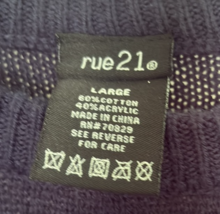 rue21®
LARGE
60%COTTON
40%ACRYLIC
MADE IN CHINA
RN#70829
SEE REVERSE
FOR CARE